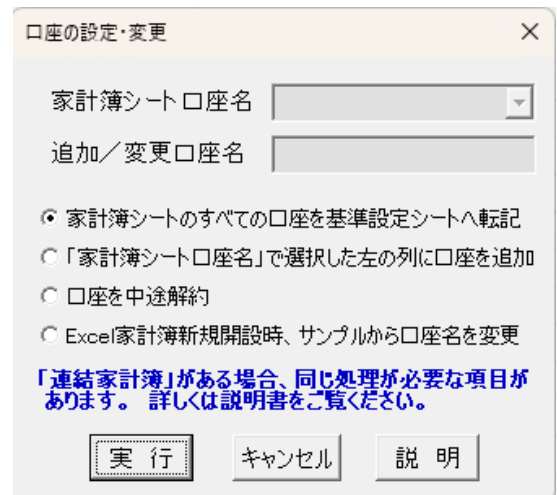 口座の設定・変更
家計簿シート口座名
追加／変更口座名
家計簿シートのすべての口座を基準設定シートへ転記
「家計簿シート口座名」で選択した左の列に口座を追加
口座を中途解約
Excel家計簿新規開設時、サンプルから口座名を変更
「連結家計簿」がある場合、同じ処理が必要な項目が
あります。 詳しくは説明書をご覧ください。
実 行 キャンセル 説 明